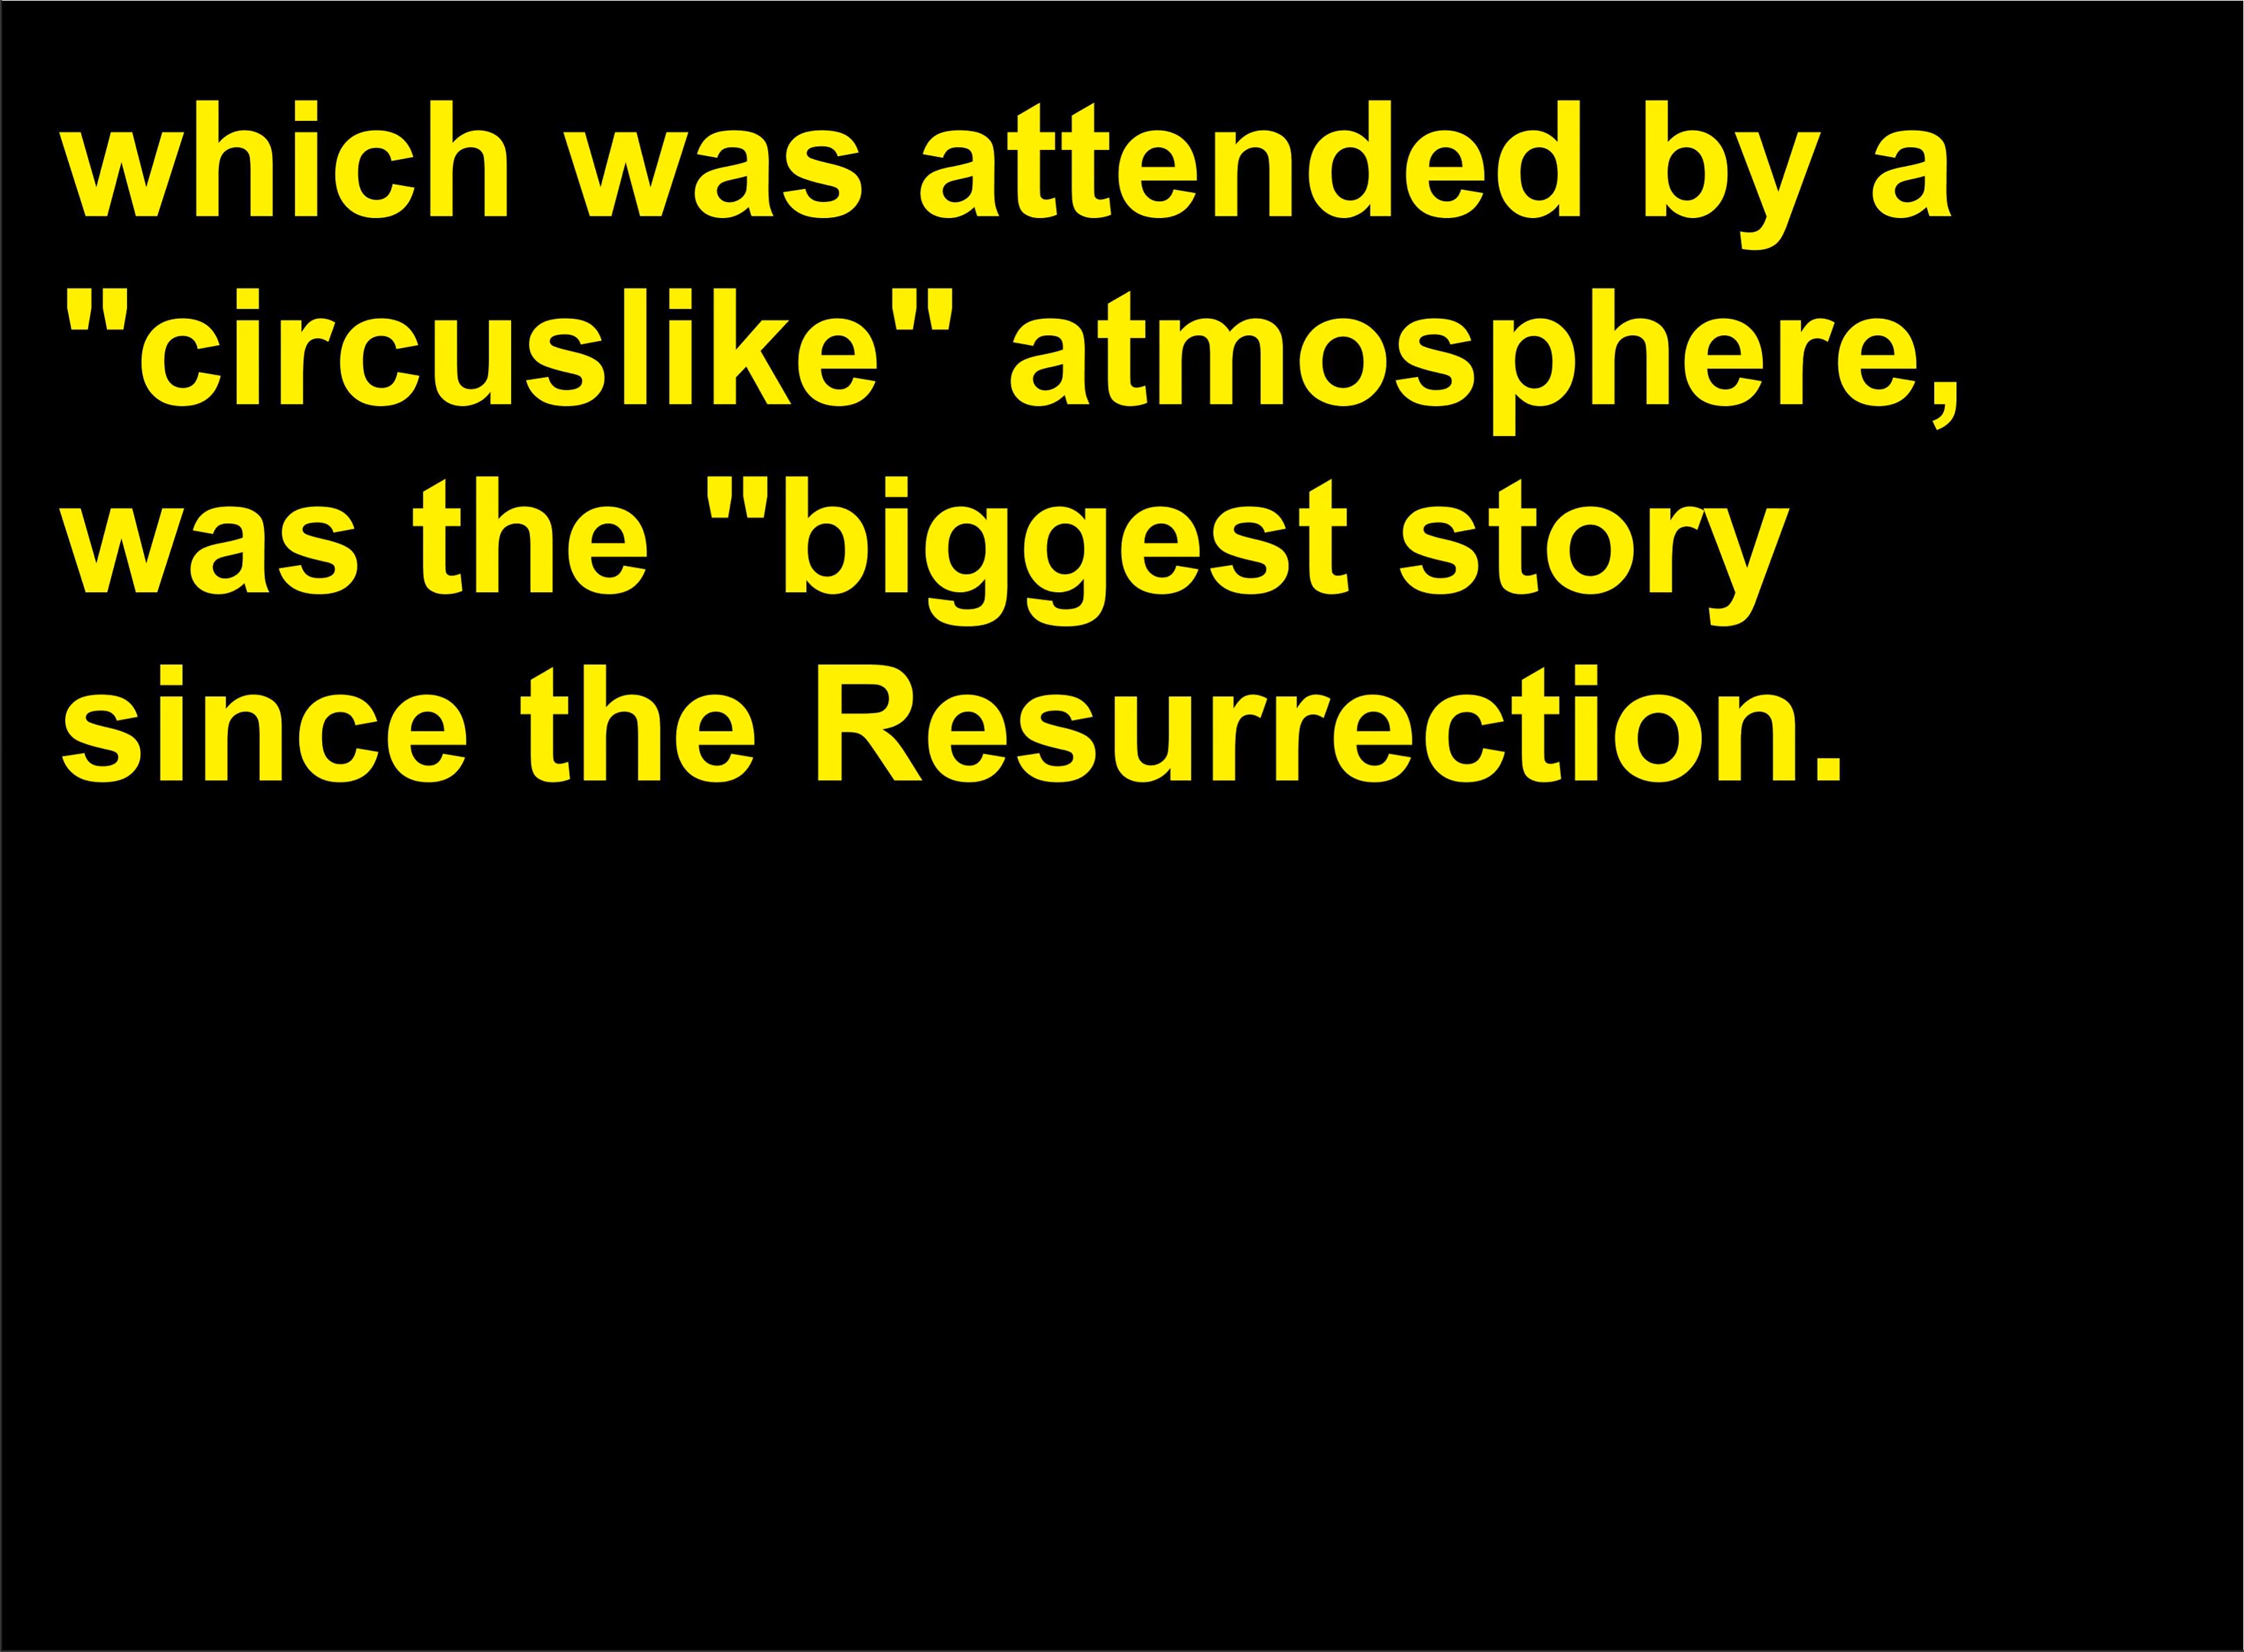 which was attended by a
"circuslike" atmosphere,
was the "biggest story
since the Resurrection.